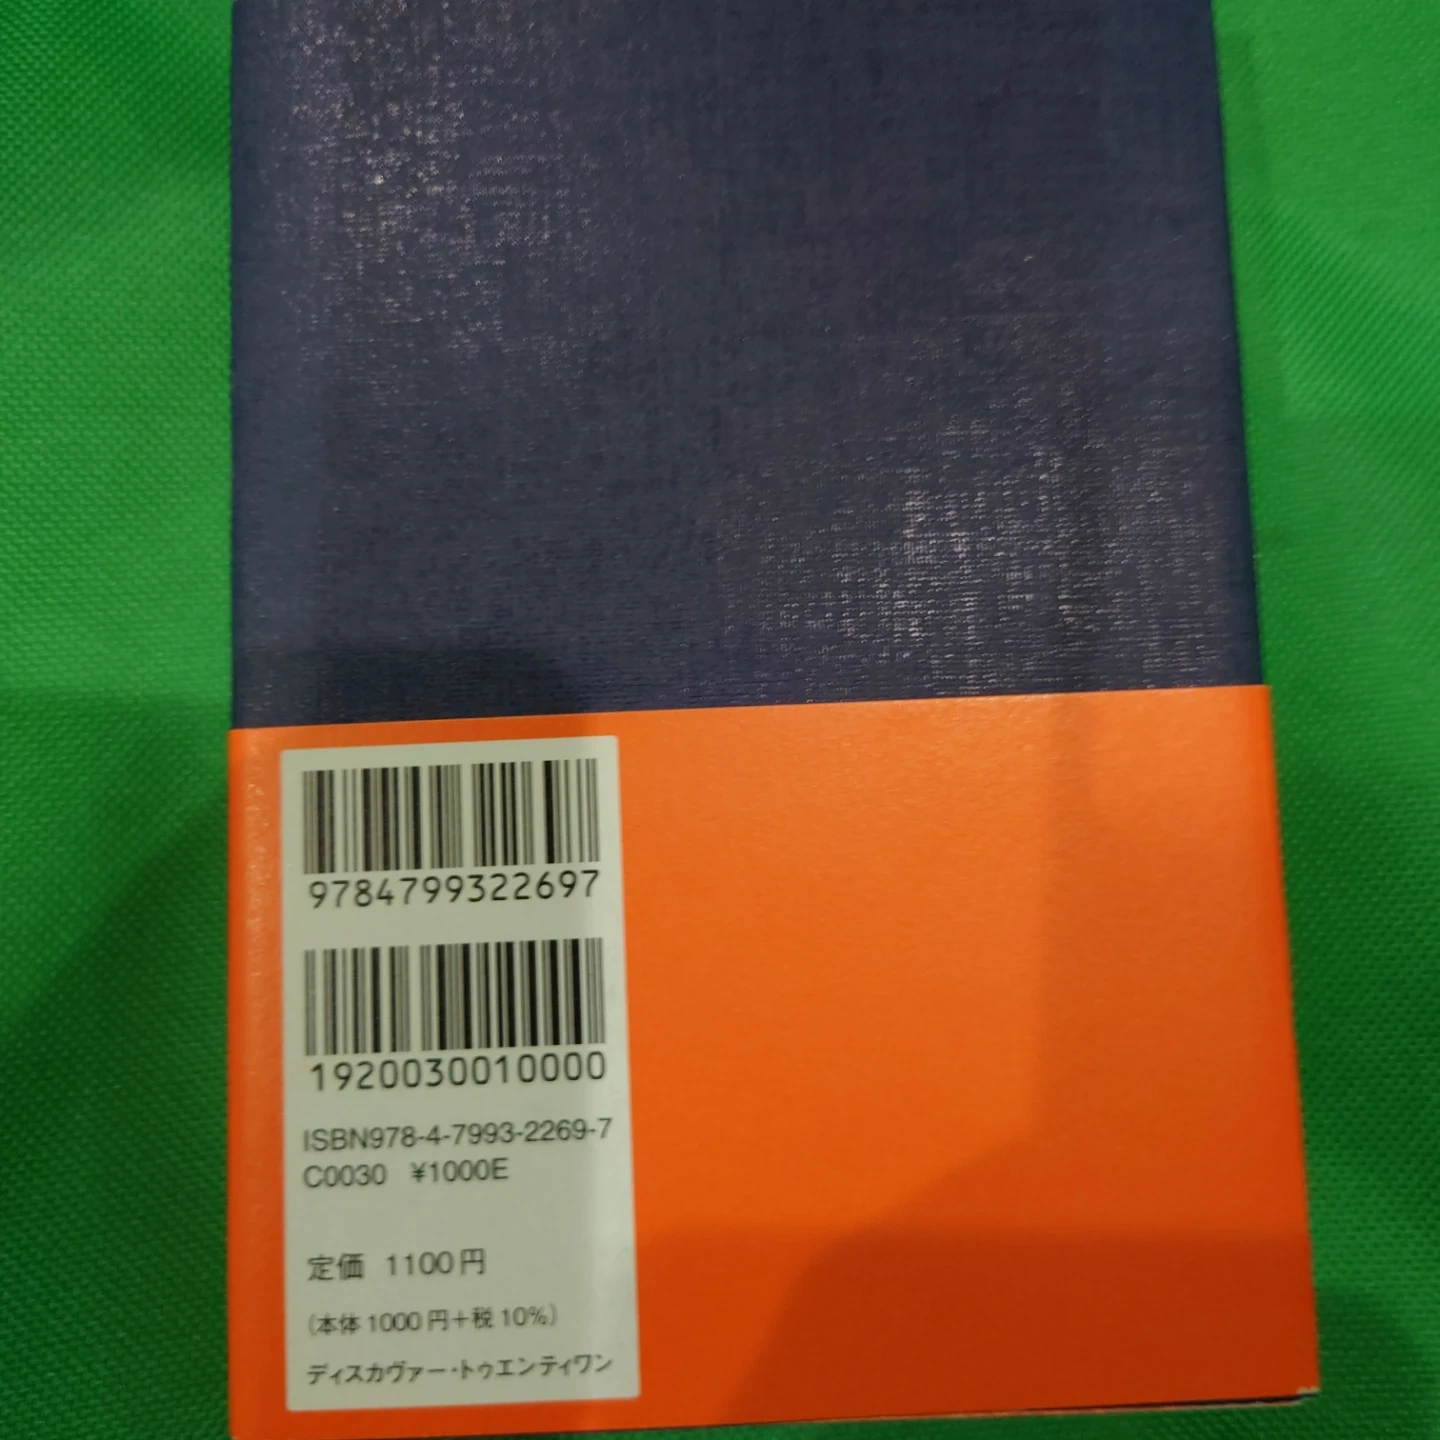 9784799322697
1920030010000
ISBN978-4-7993-2269-7
C0030 ¥1000E
定価 1100円
(本体1000円+税10%)
ディスカヴァー・トゥエンティワン